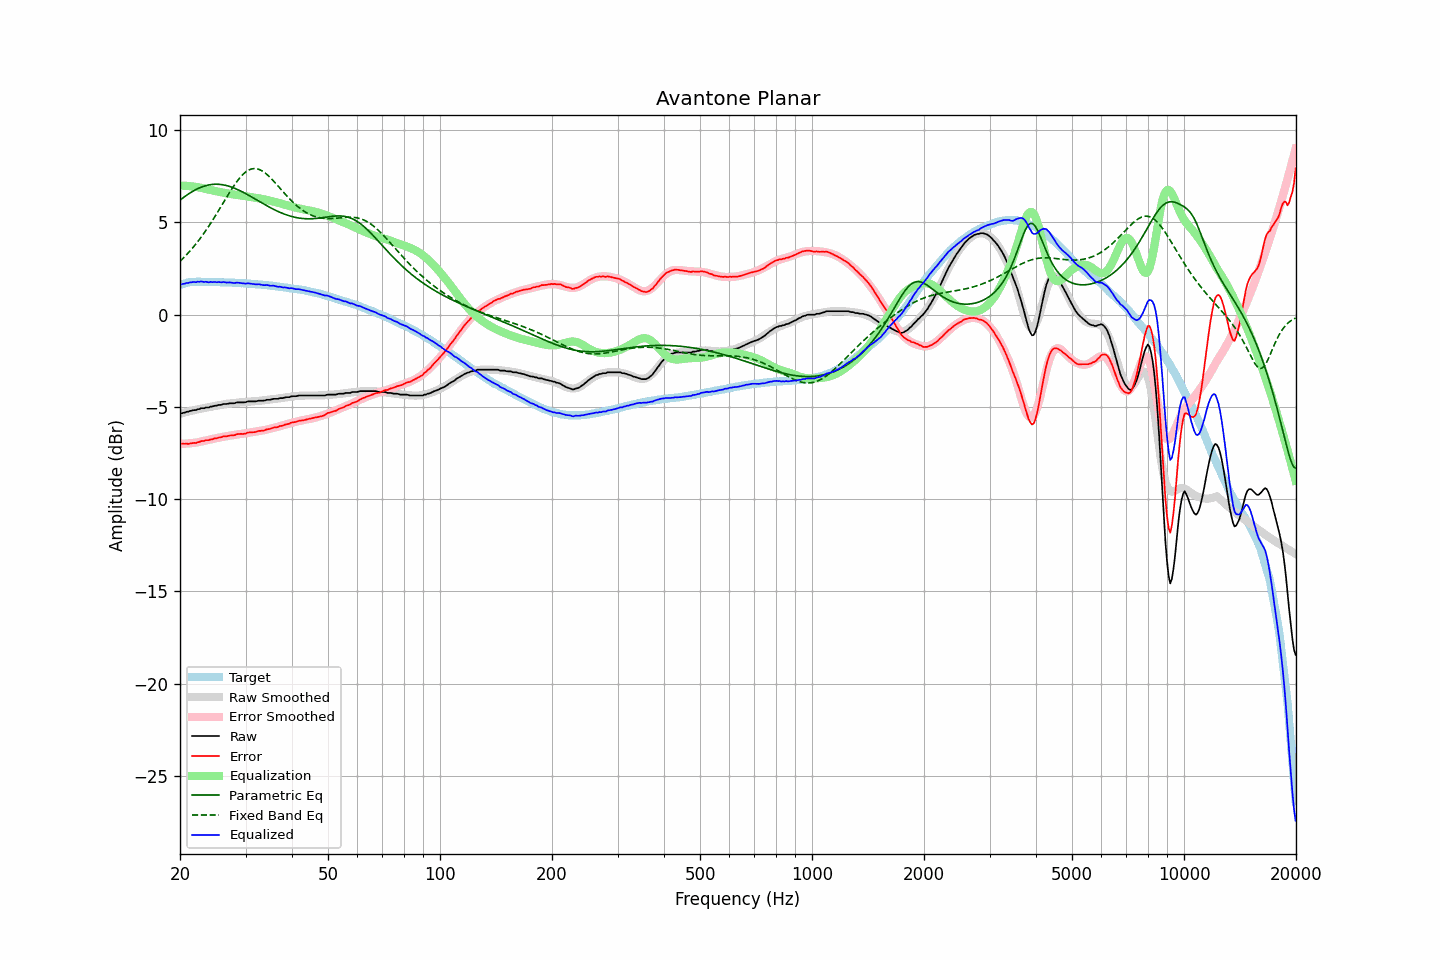 Avantone Planar
Amplitude (dBr)
10
5
0
−5
−10
−15
−20
−25
Target
Raw Smoothed
Error Smoothed
Raw
Error
Equalization
Parametric Eq
Fixed Band Eq
Equalized
20 50 100 200 500 1000 2000 5000 10000 20000
Frequency (Hz)